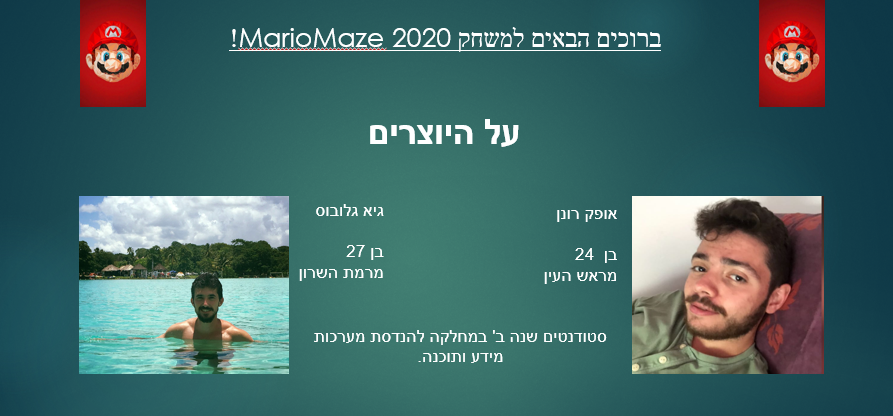 ברוכים הבאים למשחק MarioMaze 2020!
על היוצרים
אופק רונן
בן 24
מראש העין
גיא גלובוס
בן 27
מרמת השרון
סטודנטים שנה ב' במחלקה להנדסת מערכות
מידע ותוכנה.